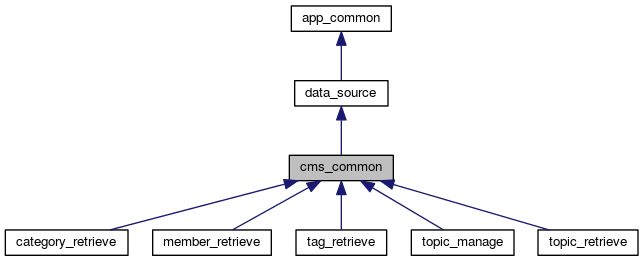 app_common
data_source
cms_common
category_retrieve
member_retrieve
tag_retrieve
topic_manage
topic_retrieve